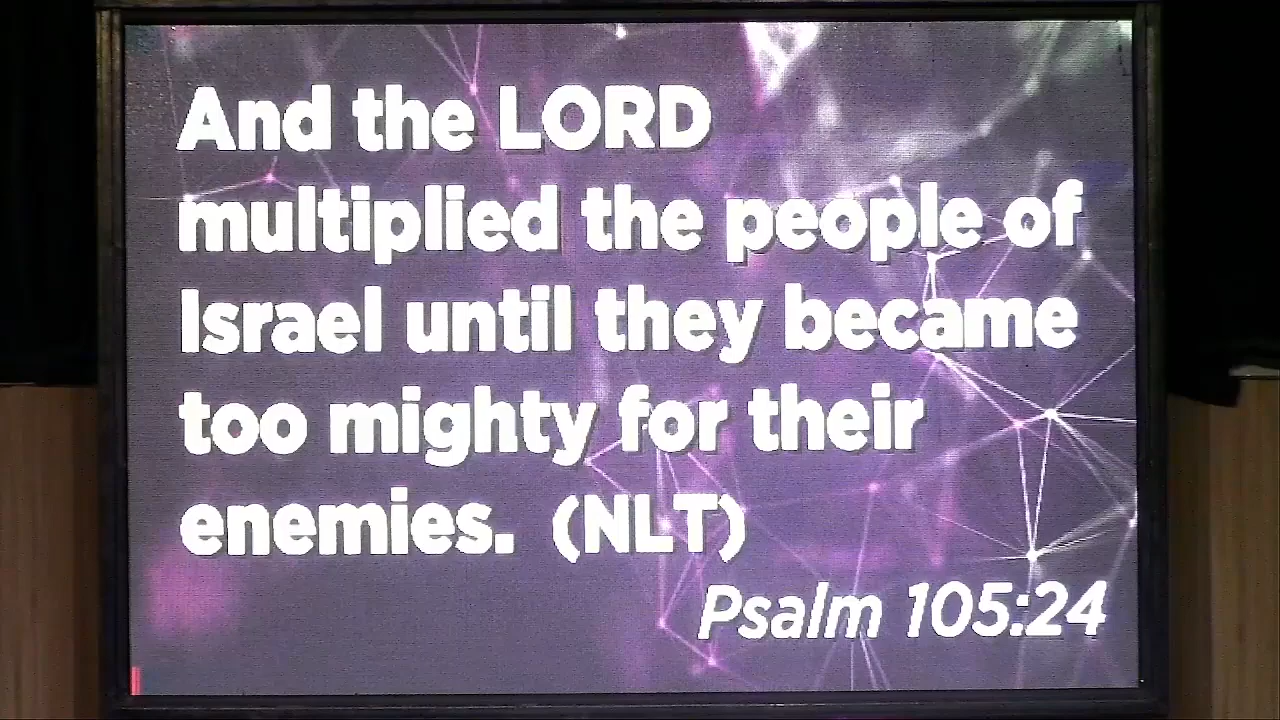 And the LORD
multiplied the people of
Israel until they became
too mighty for their
enemies. (NLT)
Psalm 105:24